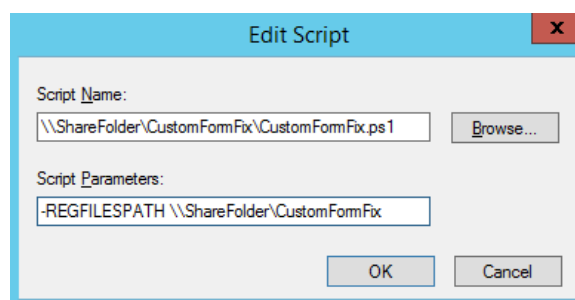 Edit Script
x
Script Name:
\\ShareFolder\CustomFormFix\CustomFormFix.ps1
Browse...
Script Parameters:
-REGFILESPATH \\ShareFolder\CustomFormFix
OK
Cancel